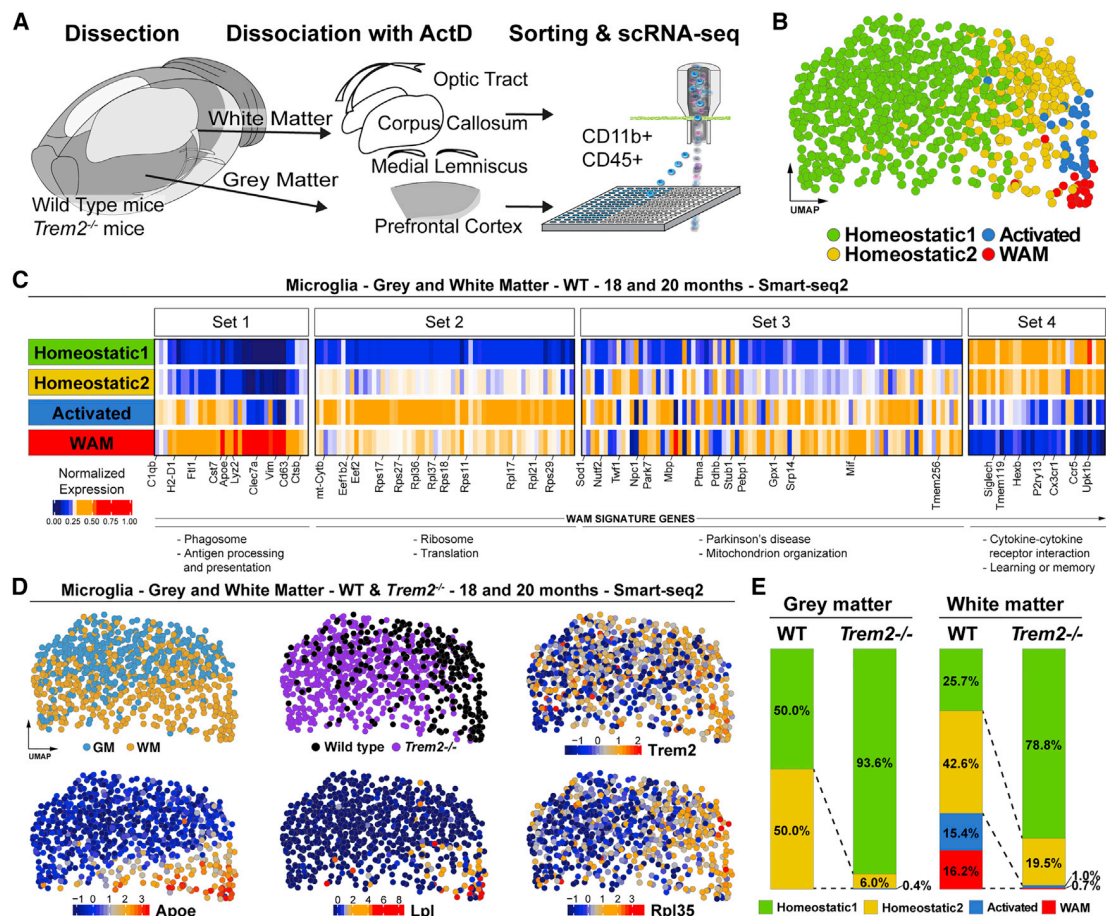 A
Dissection
Dissociation with ActD
Sorting & scRNA-seq
Optic Tract
White Matter
Corpus Callosum
CD11b+
CD45+
Medial Lemniscus
Grey Matter
Wild Type mice
Trem2-/- mice
Prefrontal Cortex
B
UMAP
Homeostatic1
Activated
Homeostatic2
WAM
C
Microglia - Grey and White Matter - WT - 18 and 20 months - Smart-seq2
Set 1
Set 2
Set 3
Set 4
Homeostatic1
Homeostatic2
Activated
WAM
Normalized
Expression
0.00 0.25 0.50 0.75 1.00
C1qb
H2-D1
Ftl1
Cst7
Apoe
Lyz2
Clec7a
Vim
Cd63
Ctsb
mt-Cytb
Eef1b2
Eef2
Rps17
Rps27
Rpl36
Rpl37
Rps18
Rps11
Rpl17
Rpl21
Rps29
Sod1
Nutf2
Twf1
Npc1
Park7
Mbp
Ptma
Pdhb
Stub1
Pebp1
Gpx1
Srp14
Mif
Tmem256
Siglech
Tmem119
Hexb
P2ry13
Cx3cr1
Ccr5
Upk1b
WAM SIGNATURE GENES
- Phagosome
- Antigen processing
and presentation
- Ribosome
- Translation
- Parkinson's disease
- Mitochondrion organization
- Cytokine-cytokine
receptor interaction
- Learning or memory
D
Microglia - Grey and White Matter - WT & Trem2-/- - 18 and 20 months - Smart-seq2
UMAP
GM
WM
Wild type
Trem2-/-
−1 0 1 2
Trem2
−1 0 1 2 3
Apoe
0 2 4 6 8
Lpl
−1 0 1 2 3
Rpl35
E
Grey matter
White matter
WT
Trem2-/-
WT
Trem2-/-
50.0%
50.0%
93.6%
6.0%
0.4%
25.7%
42.6%
15.4%
16.2%
78.8%
19.5%
1.0%
0.7%
Homeostatic1
Homeostatic2
Activated
WAM